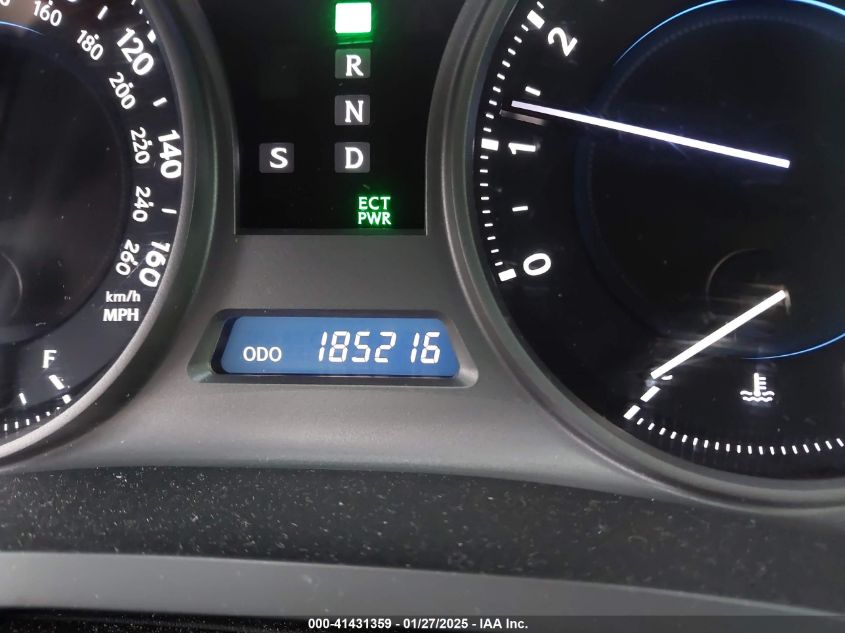 160
180
120
200
140
220
240
160
260
km/h
MPH
F
R
N
S
D
ECT
PWR
ODO 185216
2
1
0
000-41431359 - 01/27/2025 - IAA Inc.